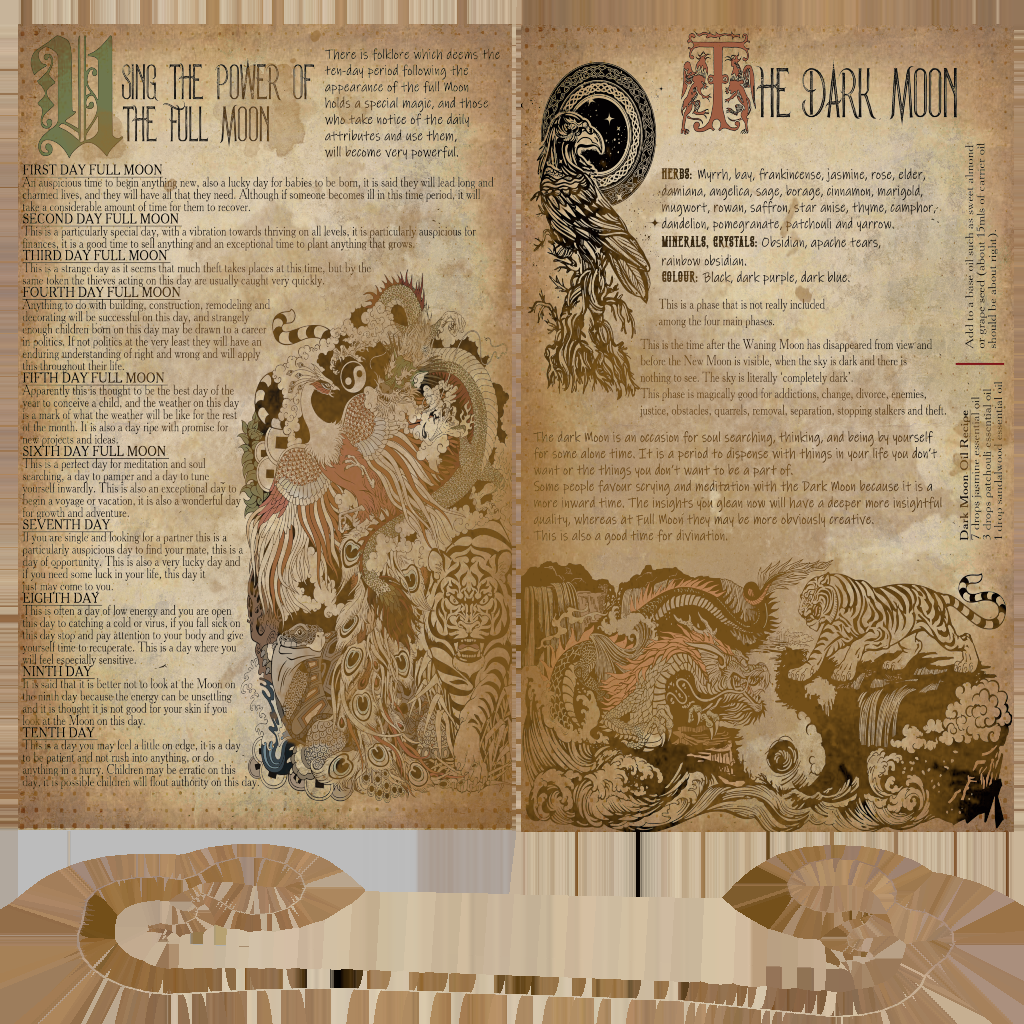 USING THE POWER OF
THE FULL MOON
There is folklore which deems the
ten-day period following the
appearance of the full Moon
holds a special magic, and those
who take notice of the daily
attributes and use them,
will become very powerful.
FIRST DAY FULL MOON
An auspicious time to begin anything new, also a lucky day for babies to be born, it is said they will lead long and
charmed lives, and they will have all that they need. Although if someone becomes ill in this time period, it will
take a considerable amount of time for them to recover.
SECOND DAY FULL MOON
This is a particularly special day, with a vibration towards thriving on all levels, it is particularly auspicious for
finances, it is a good time to sell anything and an exceptional time to plant anything that grows.
THIRD DAY FULL MOON
This is a strange day as it seems that much theft takes places at this time, but by the
same token the thieves acting on this day are usually caught very quickly.
FOURTH DAY FULL MOON
Anything to do with building, construction, remodeling and
decorating will be successful on this day, and strangely
enough children born on this day may be drawn to a career
in politics. If not politics at the very least they will have an
enduring understanding of right and wrong and will apply
this throughout their life.
FIFTH DAY FULL MOON
Apparently this is thought to be the best day of the
year to conceive a child, and the weather on this day
is a mark of what the weather will be like for the rest
of the month. It is also a day ripe with promise for
new projects and ideas.
SIXTH DAY FULL MOON
This is a perfect day for meditation and soul
searching, a day to pamper and a day to tune
yourself inwardly. This is also an exceptional day to
begin a voyage or vacation, it is also a wonderful day
for growth and adventure.
SEVENTH DAY
If you are single and looking for a partner this is a
particularly auspicious day to find your mate, this is a
day of opportunity. This is also a very lucky day and
if you need some luck in your life, this day it
just may come to you.
EIGHTH DAY
This is often a day of low energy and you are open
this day to catching a cold or virus, if you fall sick on
this day stop and pay attention to your body and give
yourself time to recuperate. This is a day where you
will feel especially sensitive.
NINTH DAY
It is said that it is better not to look at the Moon on
the ninth day because the energy can be unsettling
and it is thought it is not good for your skin if you
look at the Moon on this day.
TENTH DAY
This is a day you may feel a little on edge, it is a day
to be patient and not rush into anything, or do
anything in a hurry. Children may be erratic on this
day, it is possible children will flout authority on this day.
THE DARK MOON
HERBS: Myrrh, bay, frankincense, jasmine, rose, elder,
damiana, angelica, sage, borage, cinnamon, marigold,
mugwort, rowan, saffron, star anise, thyme, camphor,
dandelion, pomegranate, patchouli and yarrow.
MINERALS, CRYSTALS: Obsidian, apache tears,
rainbow obsidian.
COLOUR: Black, dark purple, dark blue.
This is a phase that is not really included
among the four main phases.
This is the time after the Waning Moon has disappeared from view and
before the New Moon is visible, when the sky is dark and there is
nothing to see. The sky is literally 'completely dark'.
This phase is magically good for addictions, change, divorce, enemies,
justice, obstacles, quarrels, removal, separation, stopping stalkers and theft.
The dark Moon is an occasion for soul searching, thinking, and being by yourself
for some alone time. It is a period to dispense with things in your life you don't
want or the things you don't want to be a part of.
Some people favour scrying and meditation with the Dark Moon because it is a
more inward time. The insights you glean now will have a deeper more insightful
quality, whereas at Full Moon they may be more obviously creative.
This is also a good time for divination.
Dark Moon Oil Recipe
7 drops jasmine essential oil
3 drops patchouli essential oil
1 drop sandalwood essential oil
Add to a base oil such as sweet almond
or grape seed (about 15mls of carrier oil
should be about right).